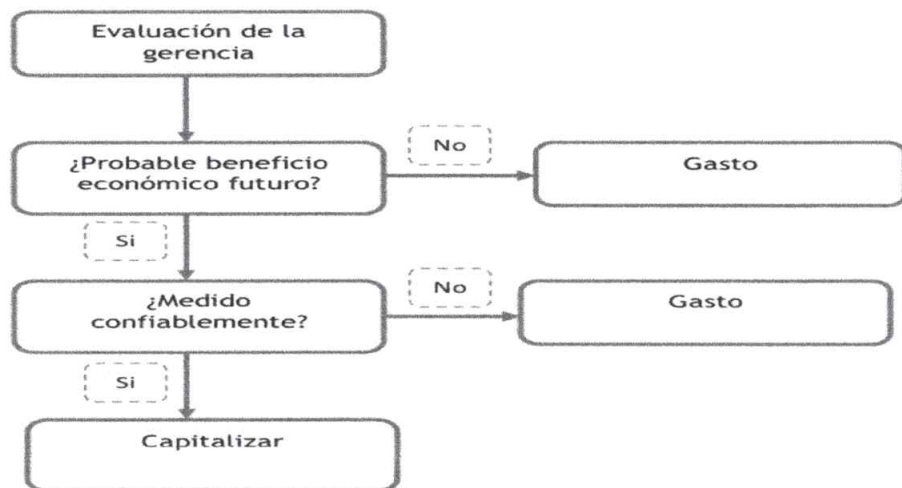 Evaluación de la
gerencia
¿Probable beneficio
económico futuro?
No
Gasto
Si
¿Medido
confiablemente?
No
Gasto
Si
Capitalizar